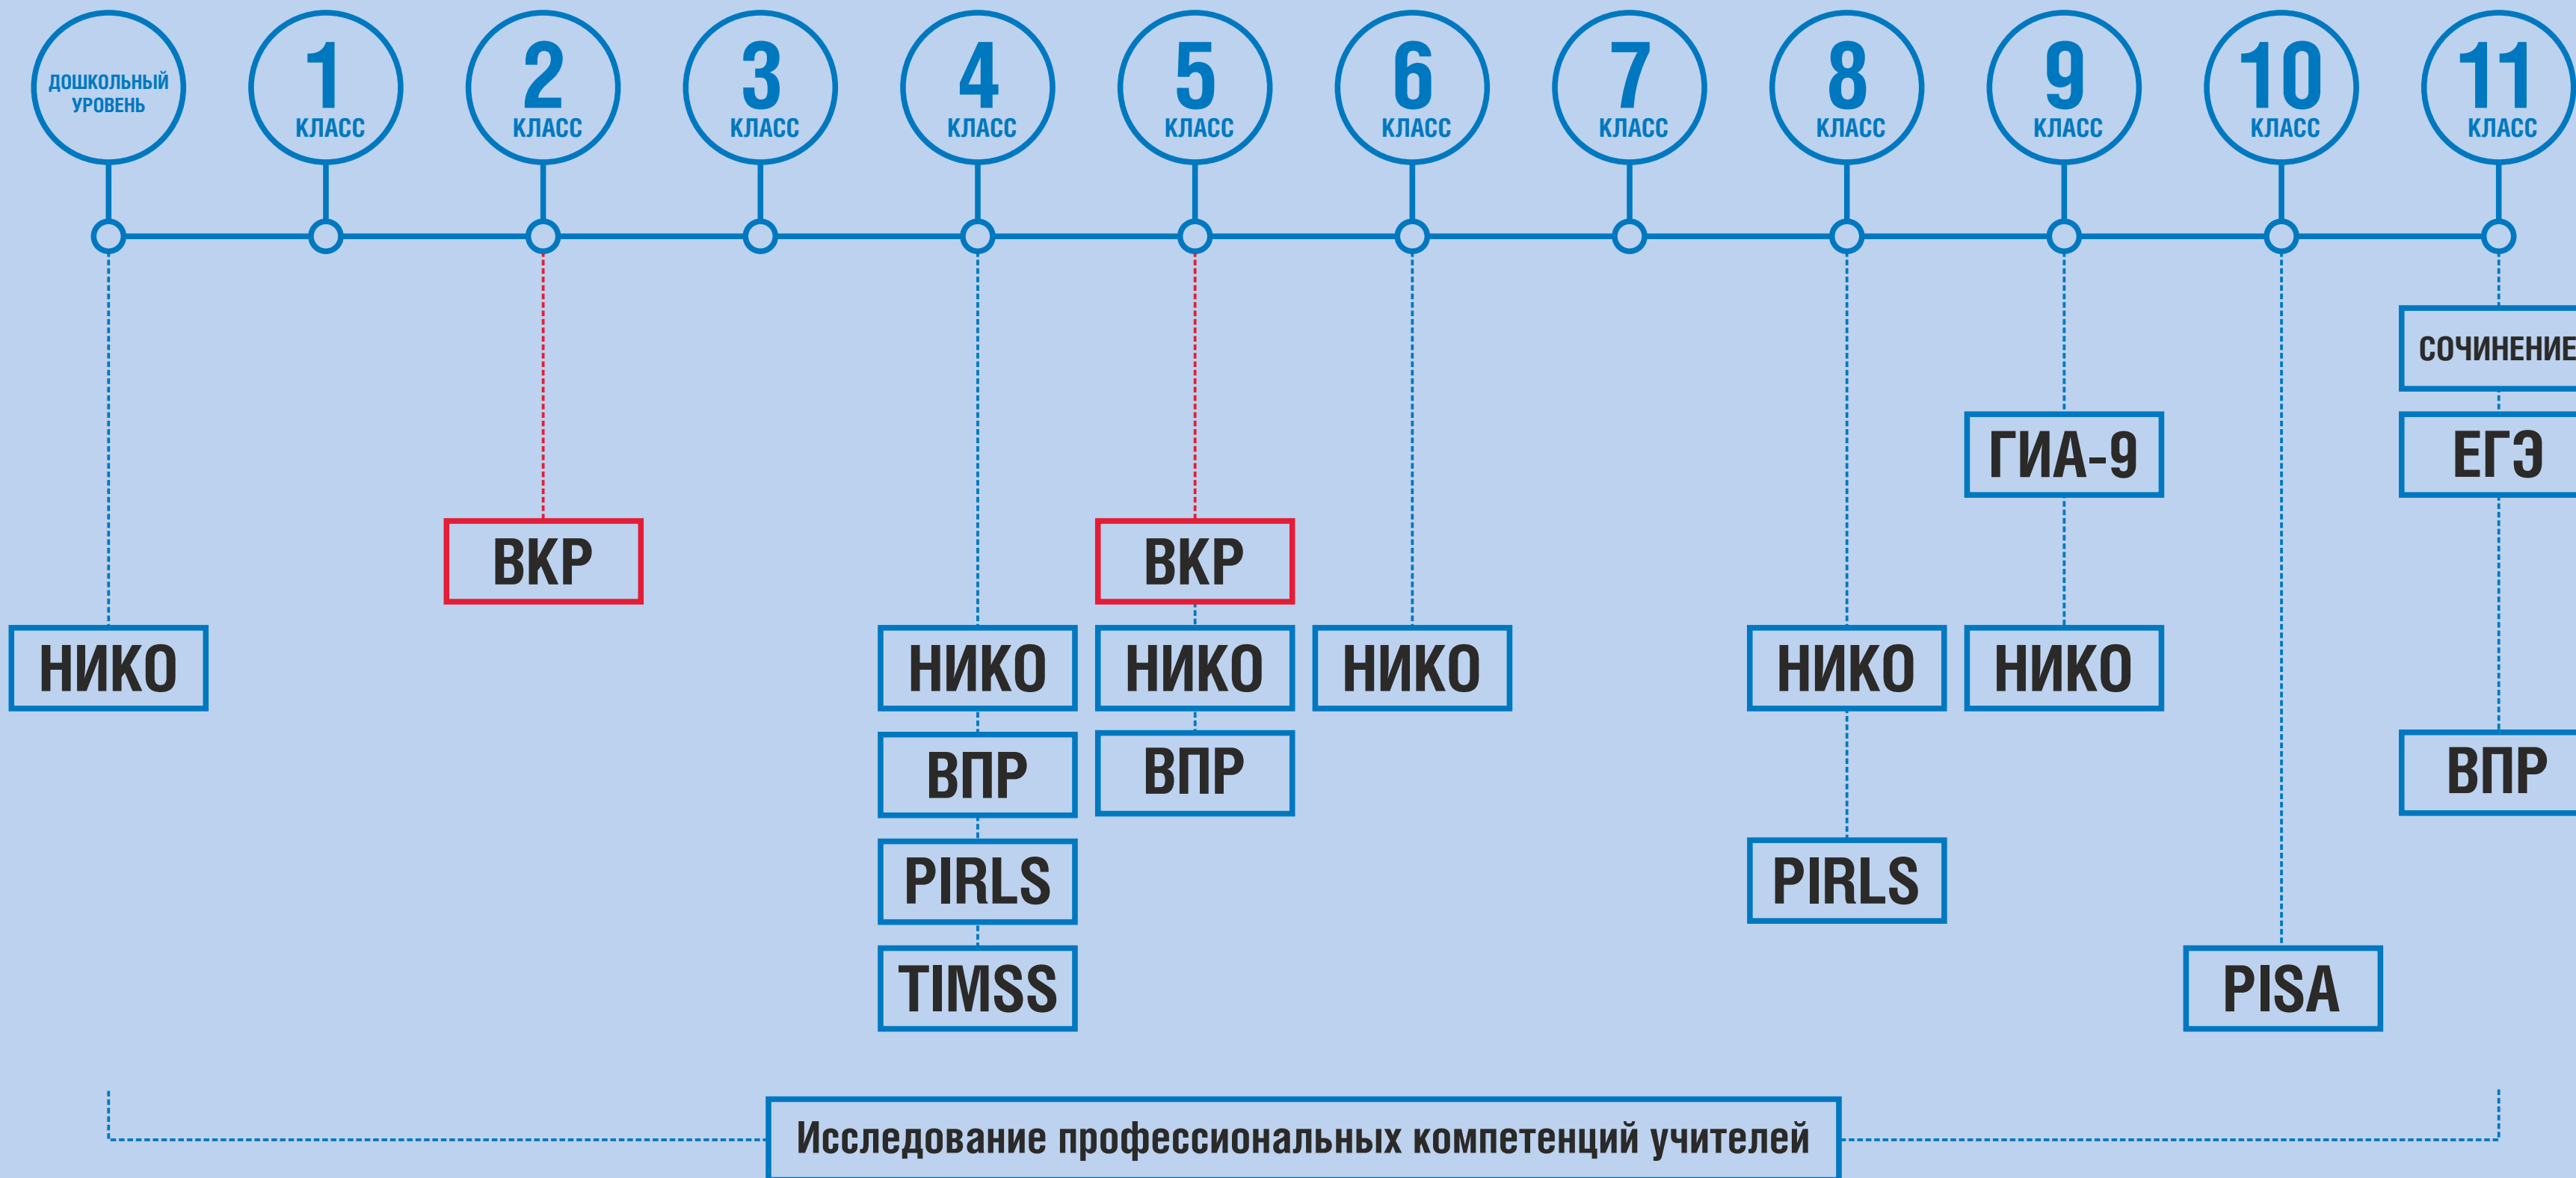 ДОШКОЛЬНЫЙ
УРОВЕНЬ
1
КЛАСС
2
КЛАСС
3
КЛАСС
4
КЛАСС
5
КЛАСС
6
КЛАСС
7
КЛАСС
8
КЛАСС
9
КЛАСС
10
КЛАСС
11
КЛАСС
СОЧИНЕНИЕ
ГИА-9
ЕГЭ
ВКР
ВКР
НИКО
НИКО
НИКО
НИКО
НИКО
НИКО
ВПР
ВПР
ВПР
PIRLS
PIRLS
TIMSS
PISA
Исследование профессиональных компетенций учителей